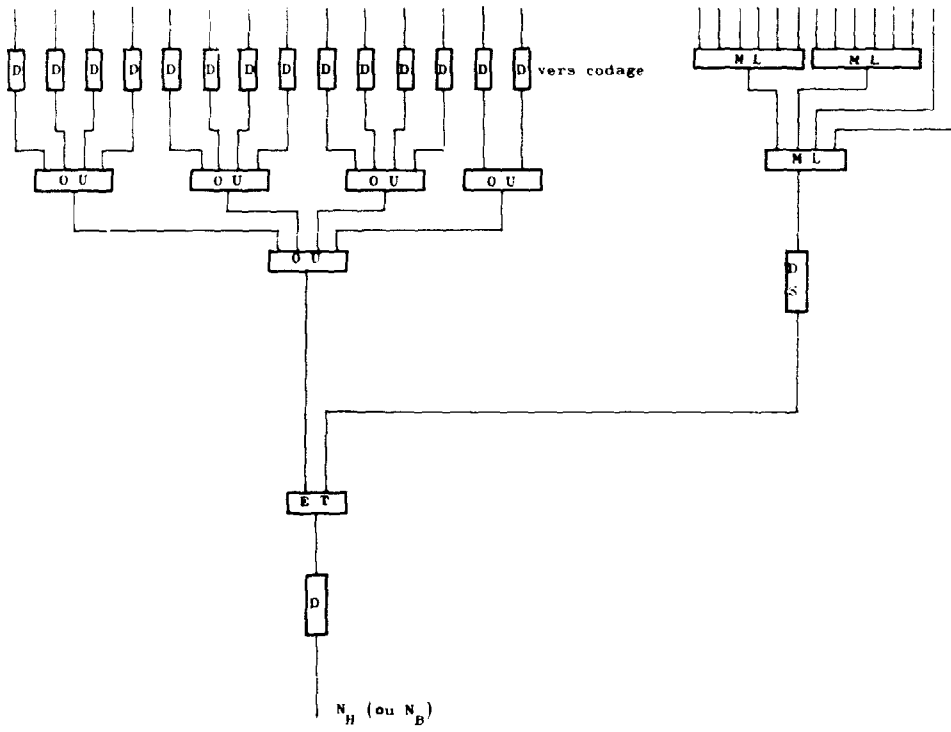 D D D D D D D D D D D D D D vers codage
M L M L
M L
O U O U O U O U
O U
D S
E T
D
N_H (ou N_B)